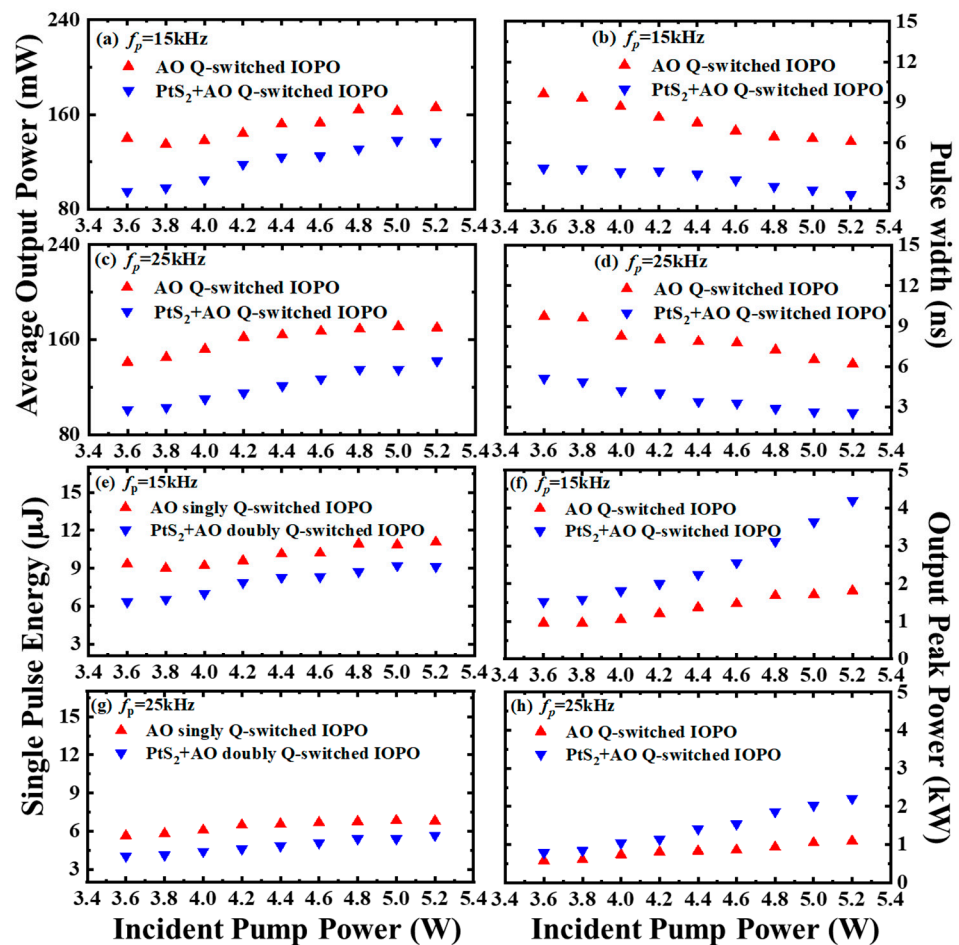 Average Output Power (mW)
240
160
80
(a) fp=15kHz
AO Q-switched IOPO
PtS2+AO Q-switched IOPO
3.4 3.6 3.8 4.0 4.2 4.4 4.6 4.8 5.0 5.2 5.4
(b) fp=15kHz
AO Q-switched IOPO
PtS2+AO Q-switched IOPO
15
12
9
6
3
3.4 3.6 3.8 4.0 4.2 4.4 4.6 4.8 5.0 5.2 5.4
Pulse width (ns)
240
160
80
(c) fp=25kHz
AO Q-switched IOPO
PtS2+AO Q-switched IOPO
3.4 3.6 3.8 4.0 4.2 4.4 4.6 4.8 5.0 5.2 5.4
(d) fp=25kHz
AO Q-switched IOPO
PtS2+AO Q-switched IOPO
15
12
9
6
3
3.4 3.6 3.8 4.0 4.2 4.4 4.6 4.8 5.0 5.2 5.4
Single Pulse Energy (μJ)
15
12
9
6
3
(e) fp=15kHz
AO singly Q-switched IOPO
PtS2+AO doubly Q-switched IOPO
3.4 3.6 3.8 4.0 4.2 4.4 4.6 4.8 5.0 5.2 5.4
(f) fp=15kHz
AO Q-switched IOPO
PtS2+AO Q-switched IOPO
5
4
3
2
1
0
3.4 3.6 3.8 4.0 4.2 4.4 4.6 4.8 5.0 5.2 5.4
Output Peak Power (kW)
15
12
9
6
3
(g) fp=25kHz
AO singly Q-switched IOPO
PtS2+AO doubly Q-switched IOPO
3.4 3.6 3.8 4.0 4.2 4.4 4.6 4.8 5.0 5.2 5.4
Incident Pump Power (W)
(h) fp=25kHz
AO Q-switched IOPO
PtS2+AO Q-switched IOPO
5
4
3
2
1
0
3.4 3.6 3.8 4.0 4.2 4.4 4.6 4.8 5.0 5.2 5.4
Incident Pump Power (W)